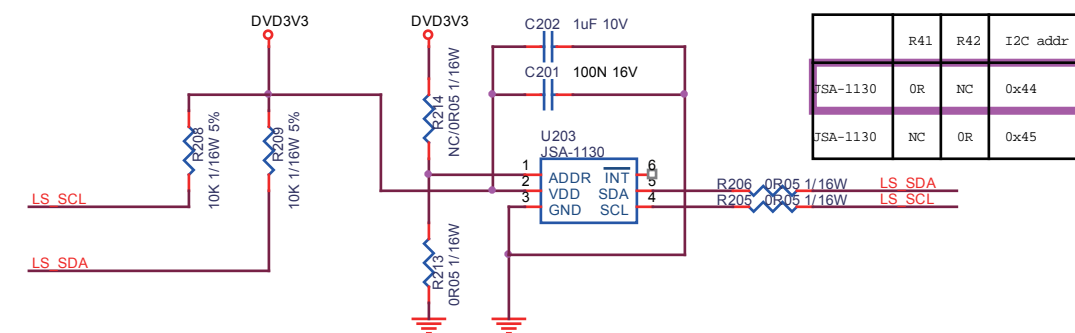 DVD3V3
DVD3V3
C202 1uF 10V
C201 100N 16V
R208
10K 1/16W 5%
R209
10K 1/16W 5%
R214
NC/0R05 1/16W
R213
0R05 1/16W
U203
JSA-1130
1 ADDR
2 VDD
3 GND
INT 6
SDA 5
SCL 4
R206 0R05 1/16W LS_SDA
R205 0R05 1/16W LS_SCL
LS_SCL
LS_SDA
R41 R42 I2C addr
JSA-1130 0R NC 0x44
JSA-1130 NC 0R 0x45